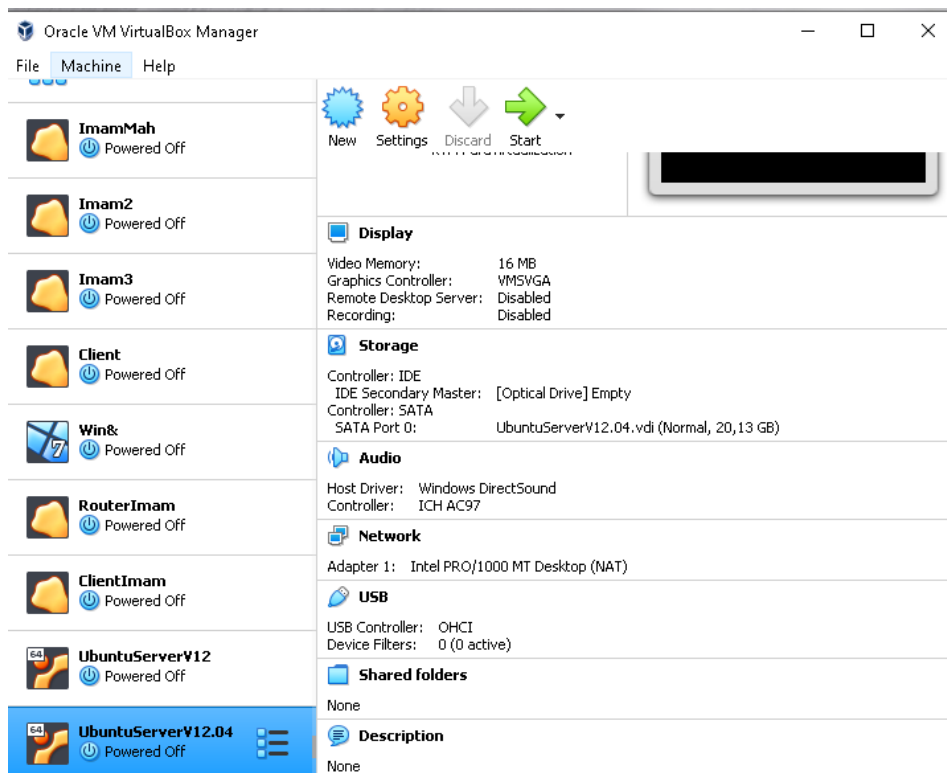 Oracle VM VirtualBox Manager
File Machine Help
ImamMah
Powered Off
Imam2
Powered Off
Imam3
Powered Off
Client
Powered Off
Win&
7
Powered Off
RouterImam
Powered Off
ClientImam
Powered Off
64
UbuntuServerV12
Powered Off
64
UbuntuServerV12.04
Powered Off
New Settings Discard Start
Display
Video Memory: 16 MB
Graphics Controller: VMSVGA
Remote Desktop Server: Disabled
Recording: Disabled
Storage
Controller: IDE
IDE Secondary Master: [Optical Drive] Empty
Controller: SATA
SATA Port 0: UbuntuServerV12.04.vdi (Normal, 20,13 GB)
Audio
Host Driver: Windows DirectSound
Controller: ICH AC97
Network
Adapter 1: Intel PRO/1000 MT Desktop (NAT)
USB
USB Controller: OHCI
Device Filters: 0 (0 active)
Shared folders
None
Description
None